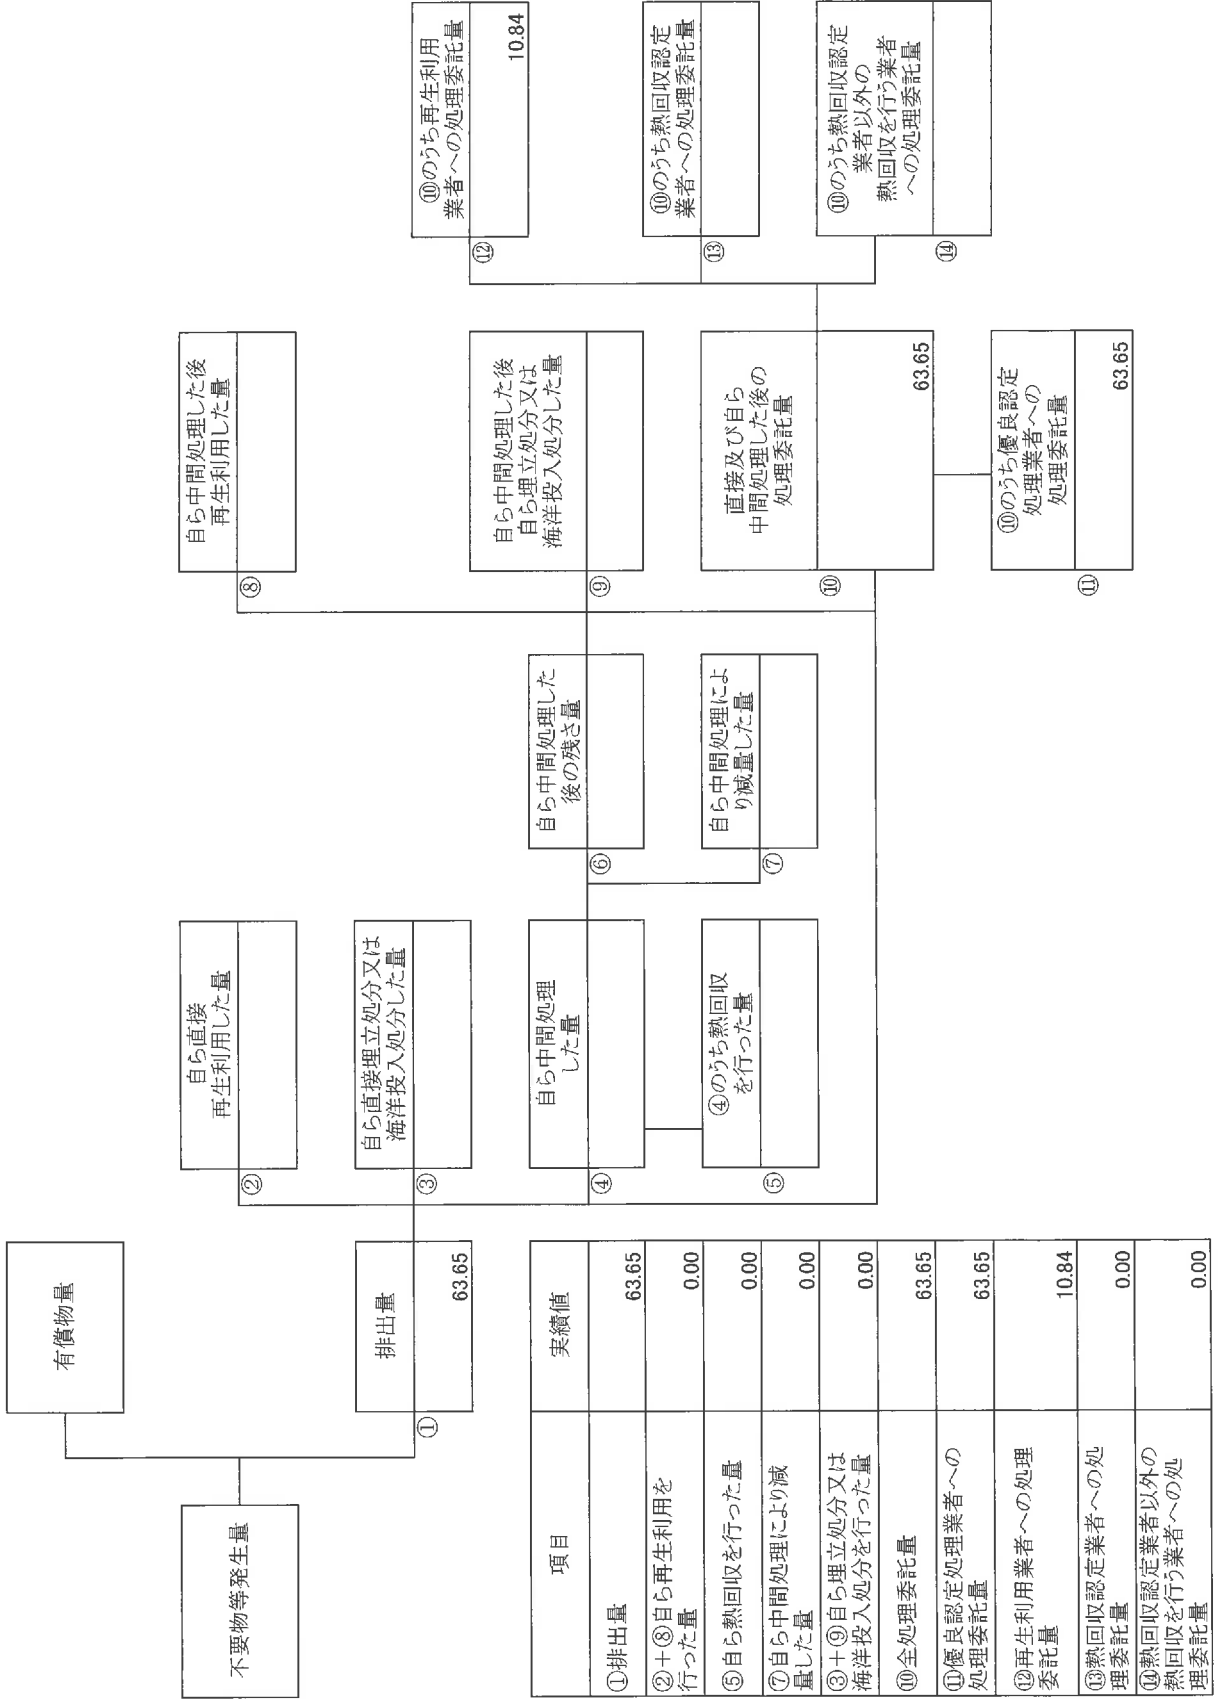 不要物等発生量
有償物量
①
排出量
63.65
②
自ら直接
再生利用した量
③
自ら直接埋立処分又は
海洋投入処分した量
④
自ら中間処理
した量
⑤
④のうち熱回収
を行った量
⑥
自ら中間処理した
後の残さ量
⑦
自ら中間処理によ
り減量した量
⑧
自ら中間処理した後
再生利用した量
⑨
自ら中間処理した後
自ら埋立処分又は
海洋投入処分した量
⑩
直接及び自ら
中間処理した後の
処理委託量
63.65
⑪
⑩のうち優良認定
処理業者への
処理委託量
63.65
⑫
⑩のうち再生利用
業者への処理委託量
10.84
⑬
⑩のうち熱回収認定
業者への処理委託量
⑭
⑩のうち熱回収認定
業者以外の
熱回収を行う業者
への処理委託量
項目 実績値
①排出量 63.65
②+⑧自ら再生利用を
行った量 0.00
⑤自ら熱回収を行った量 0.00
⑦自ら中間処理により減
量した量 0.00
③+⑨自ら埋立処分又は
海洋投入処分を行った量 0.00
⑩全処理委託量 63.65
⑪優良認定処理業者への
処理委託量 63.65
⑫再生利用業者への処理
委託量 10.84
⑬熱回収認定業者への処
理委託量 0.00
⑭熱回収認定業者以外の
熱回収を行う業者への処
理委託量 0.00